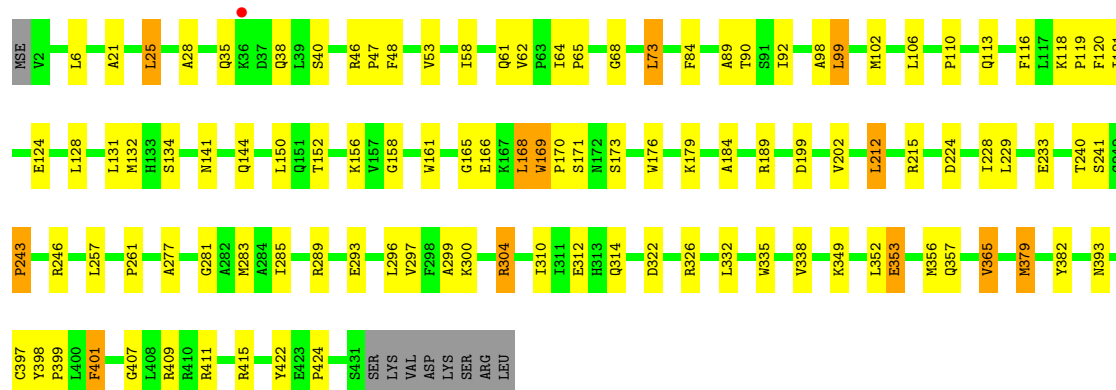 MSE V2 L6 A21 L25 A28 Q35 K36 D37 Q38 L39 S40 R46 P47 F48 V53 I58 Q61 V62 P63 I64 P65 G68 L73 F84 A89 T90 S91 I92 A98 L99 M102 L106 P110 Q113 F116 L117 K118 P119 F120
E124 L128 L131 M132 H133 S134 N141 Q144 L150 Q151 T152 K156 V157 G158 W161 G165 E166 K167 L168 W169 P170 S171 N172 S173 W176 K179 A184 R189 D199 V202 L212 R215 D224 I228 L229 E233 T240 S241
P243 R246 L257 P261 A277 G281 A282 M283 A284 I285 R289 E293 L296 V297 F298 A299 K300 R304 I310 I311 E312 H313 Q314 D322 R326 L332 W335 V338 K349 L352 E353 M356 Q357 V365 M379 Y382 N393
C397 Y398 P399 L400 F401 G407 L408 R409 R410 R411 R415 Y422 E423 P424 S431 SER LYS VAL ASP LYS SER ARG LEU